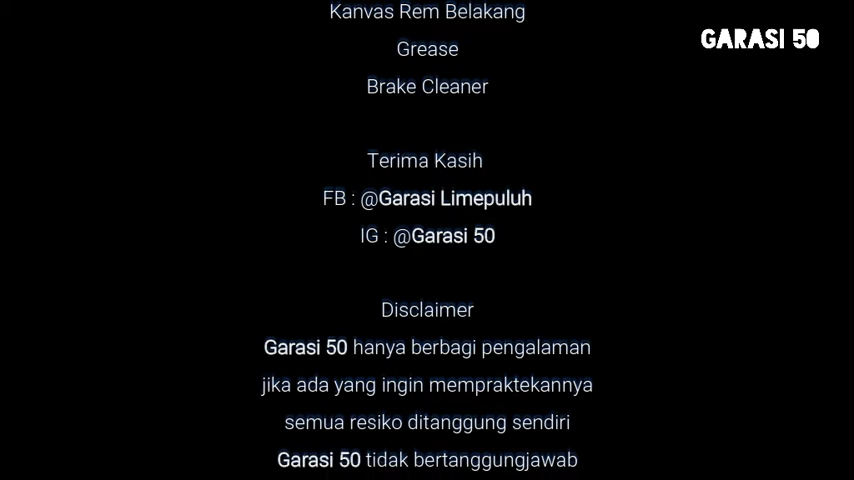 Kanvas Rem Belakang
GARASI 50
Grease
Brake Cleaner
Terima Kasih
FB : @Garasi Limepuluh
IG : @Garasi 50
Disclaimer
Garasi 50 hanya berbagi pengalaman
jika ada yang ingin mempraktekannya
semua resiko ditanggung sendiri
Garasi 50 tidak bertanggungjawab